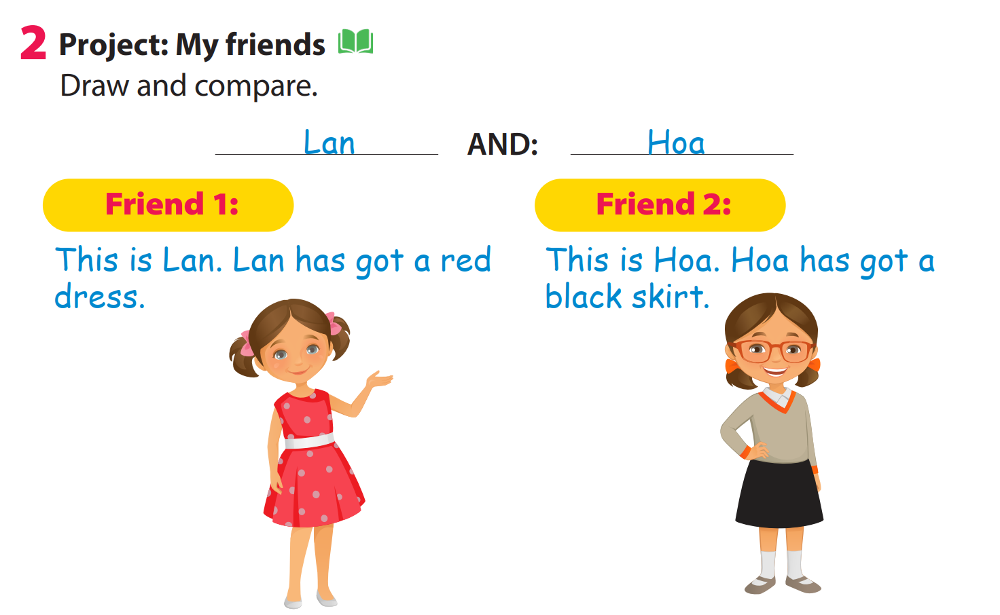 2 Project: My friends
Draw and compare.
Lan AND: Hoa
Friend 1:
This is Lan. Lan has got a red
dress.
Friend 2:
This is Hoa. Hoa has got a
black skirt.